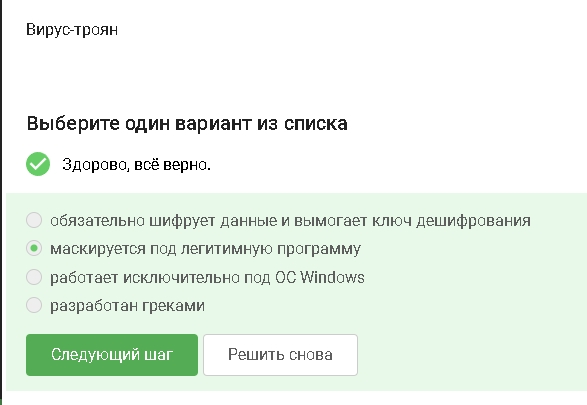 Вирус-троян
Выберите один вариант из списка
Здорово, всё верно.
обязательно шифрует данные и вымогает ключ дешифрования
маскируется под легитимную программу
работает исключительно под ОС Windows
разработан греками
Следующий шаг
Решить снова